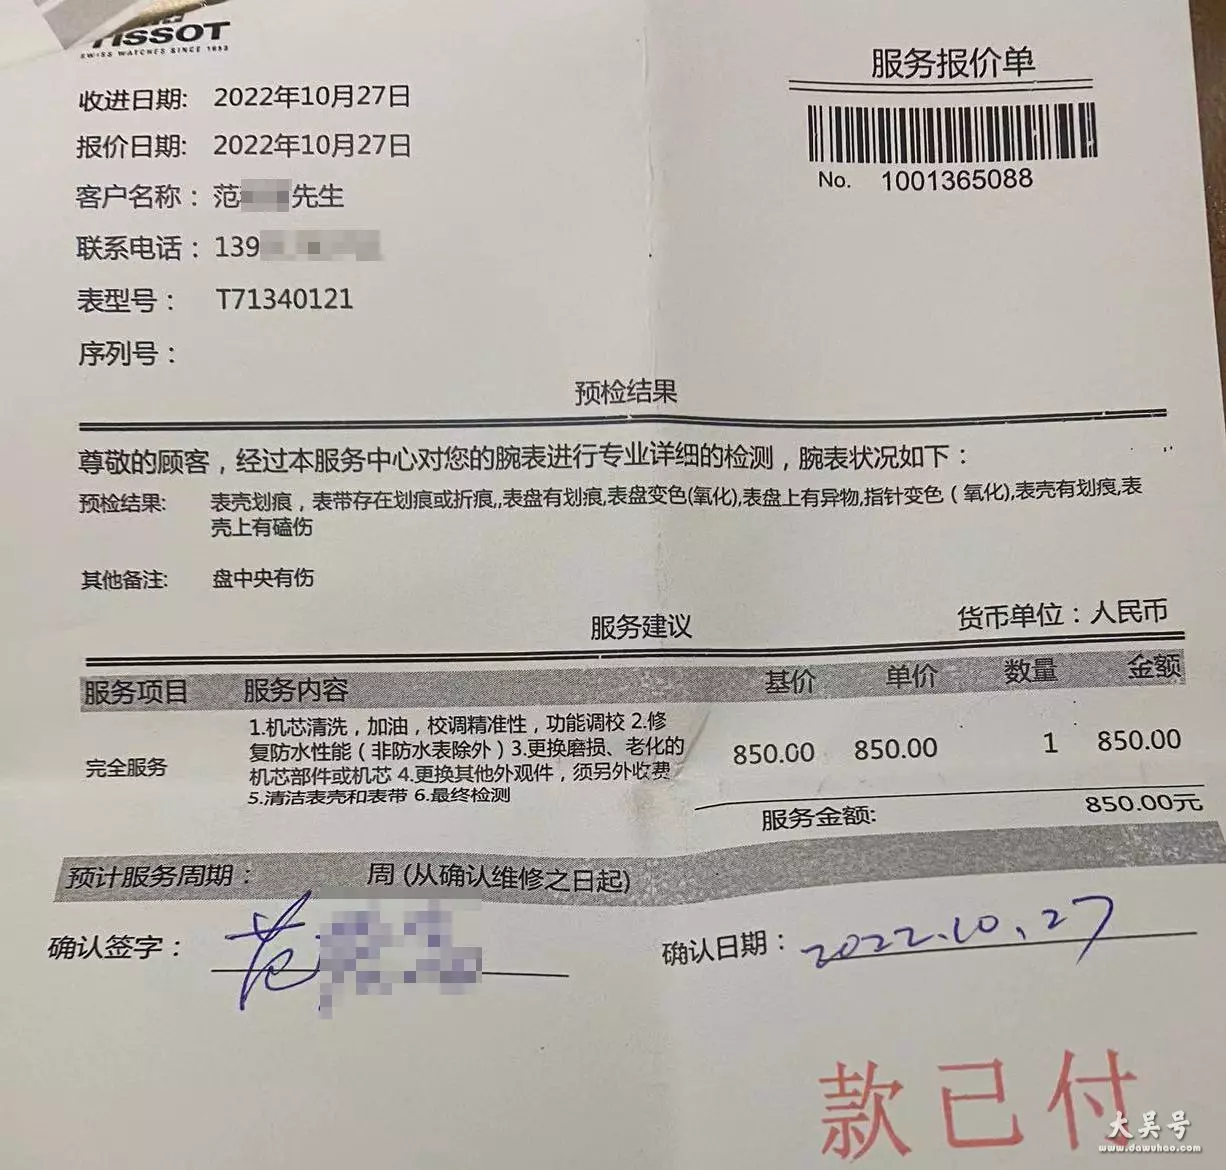 TISSOT
SWISS WATCHES SINCE 1853
服务报价单
No. 1001365088
收进日期: 2022年10月27日
报价日期: 2022年10月27日
客户名称： 范 先生
联系电话： 139
表型号： T71340121
序列号：
预检结果
尊敬的顾客，经过本服务中心对您的腕表进行专业详细的检测，腕表状况如下：
预检结果: 表壳划痕，表带存在划痕或折痕,,表盘有划痕,表盘变色(氧化),表盘上有异物,指针变色（氧化),表壳有划痕,表
壳上有磕伤
其他备注: 盘中央有伤
服务建议
货币单位：人民币
服务项目 服务内容 基价 单价 数量 金额
完全服务
1.机芯清洗，加油，校调精准性，功能调校 2.修
复防水性能（非防水表除外）3.更换磨损、老化的
机芯部件或机芯 4.更换其他外观件，须另外收费
5.清洁表壳和表带 6.最终检测
850.00 850.00 1 850.00
服务金额: 850.00元
预计服务周期： 周 (从确认维修之日起)
确认签字： 范
确认日期： 2022.10.27
款已付
大吴号
www.dawuhao.com